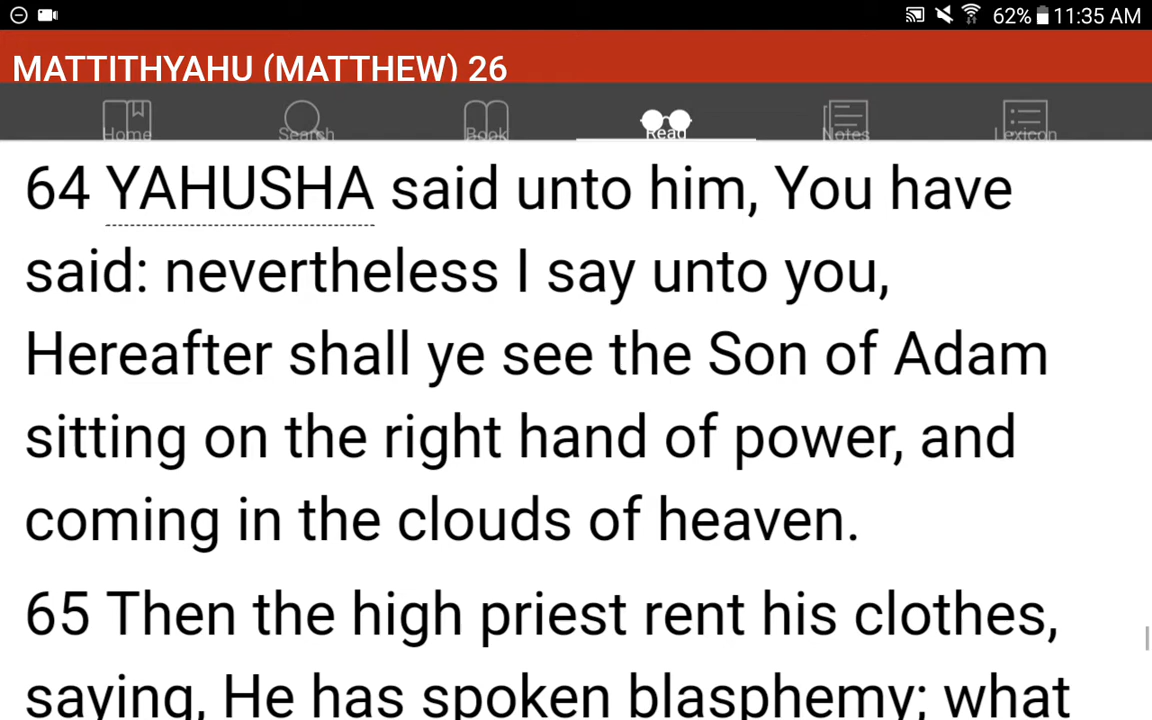 62% 11:35 AM
MATTITHYAHU (MATTHEW) 26
Home Search Book Read Notes Lexicon
64 YAHUSHA said unto him, You have
said: nevertheless I say unto you,
Hereafter shall ye see the Son of Adam
sitting on the right hand of power, and
coming in the clouds of heaven.
65 Then the high priest rent his clothes,
saying, He has spoken blasphemy; what